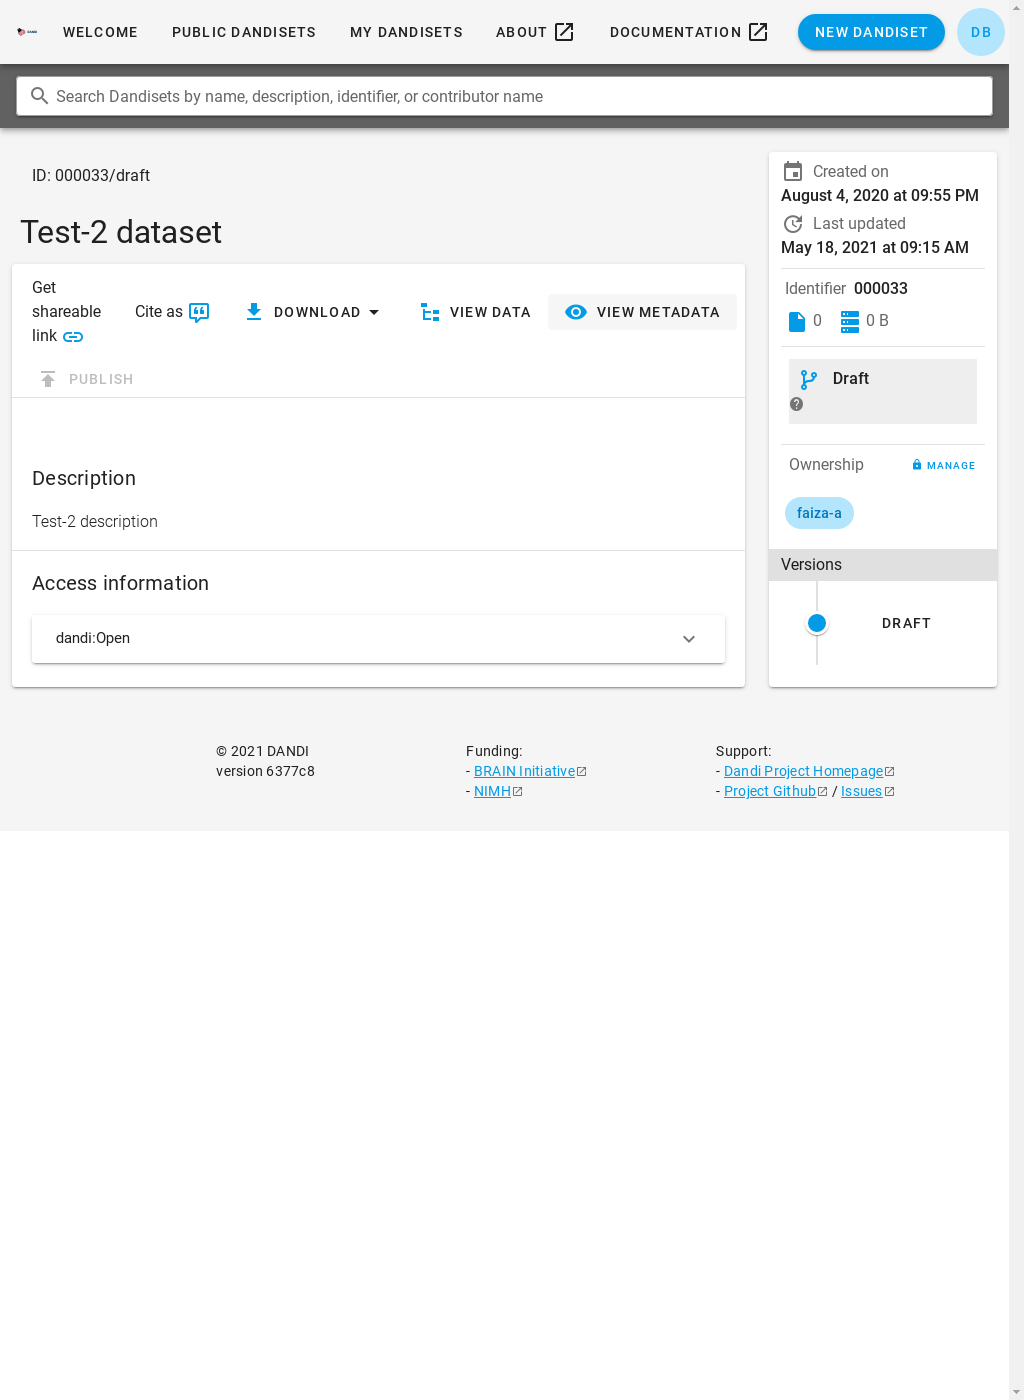 WELCOME PUBLIC DANDISETS MY DANDISETS ABOUT DOCUMENTATION NEW DANDISET DB
Search Dandisets by name, description, identifier, or contributor name
ID: 000033/draft
Test-2 dataset
Get shareable link
Cite as
DOWNLOAD
VIEW DATA
VIEW METADATA
PUBLISH
Description
Test-2 description
Access information
dandi:Open
Created on
August 4, 2020 at 09:55 PM
Last updated
May 18, 2021 at 09:15 AM
Identifier 000033
0 0 B
Draft
Ownership MANAGE
faiza-a
Versions
DRAFT
© 2021 DANDI
version 6377c8
Funding:
- BRAIN Initiative
- NIMH
Support:
- Dandi Project Homepage
- Project Github / Issues